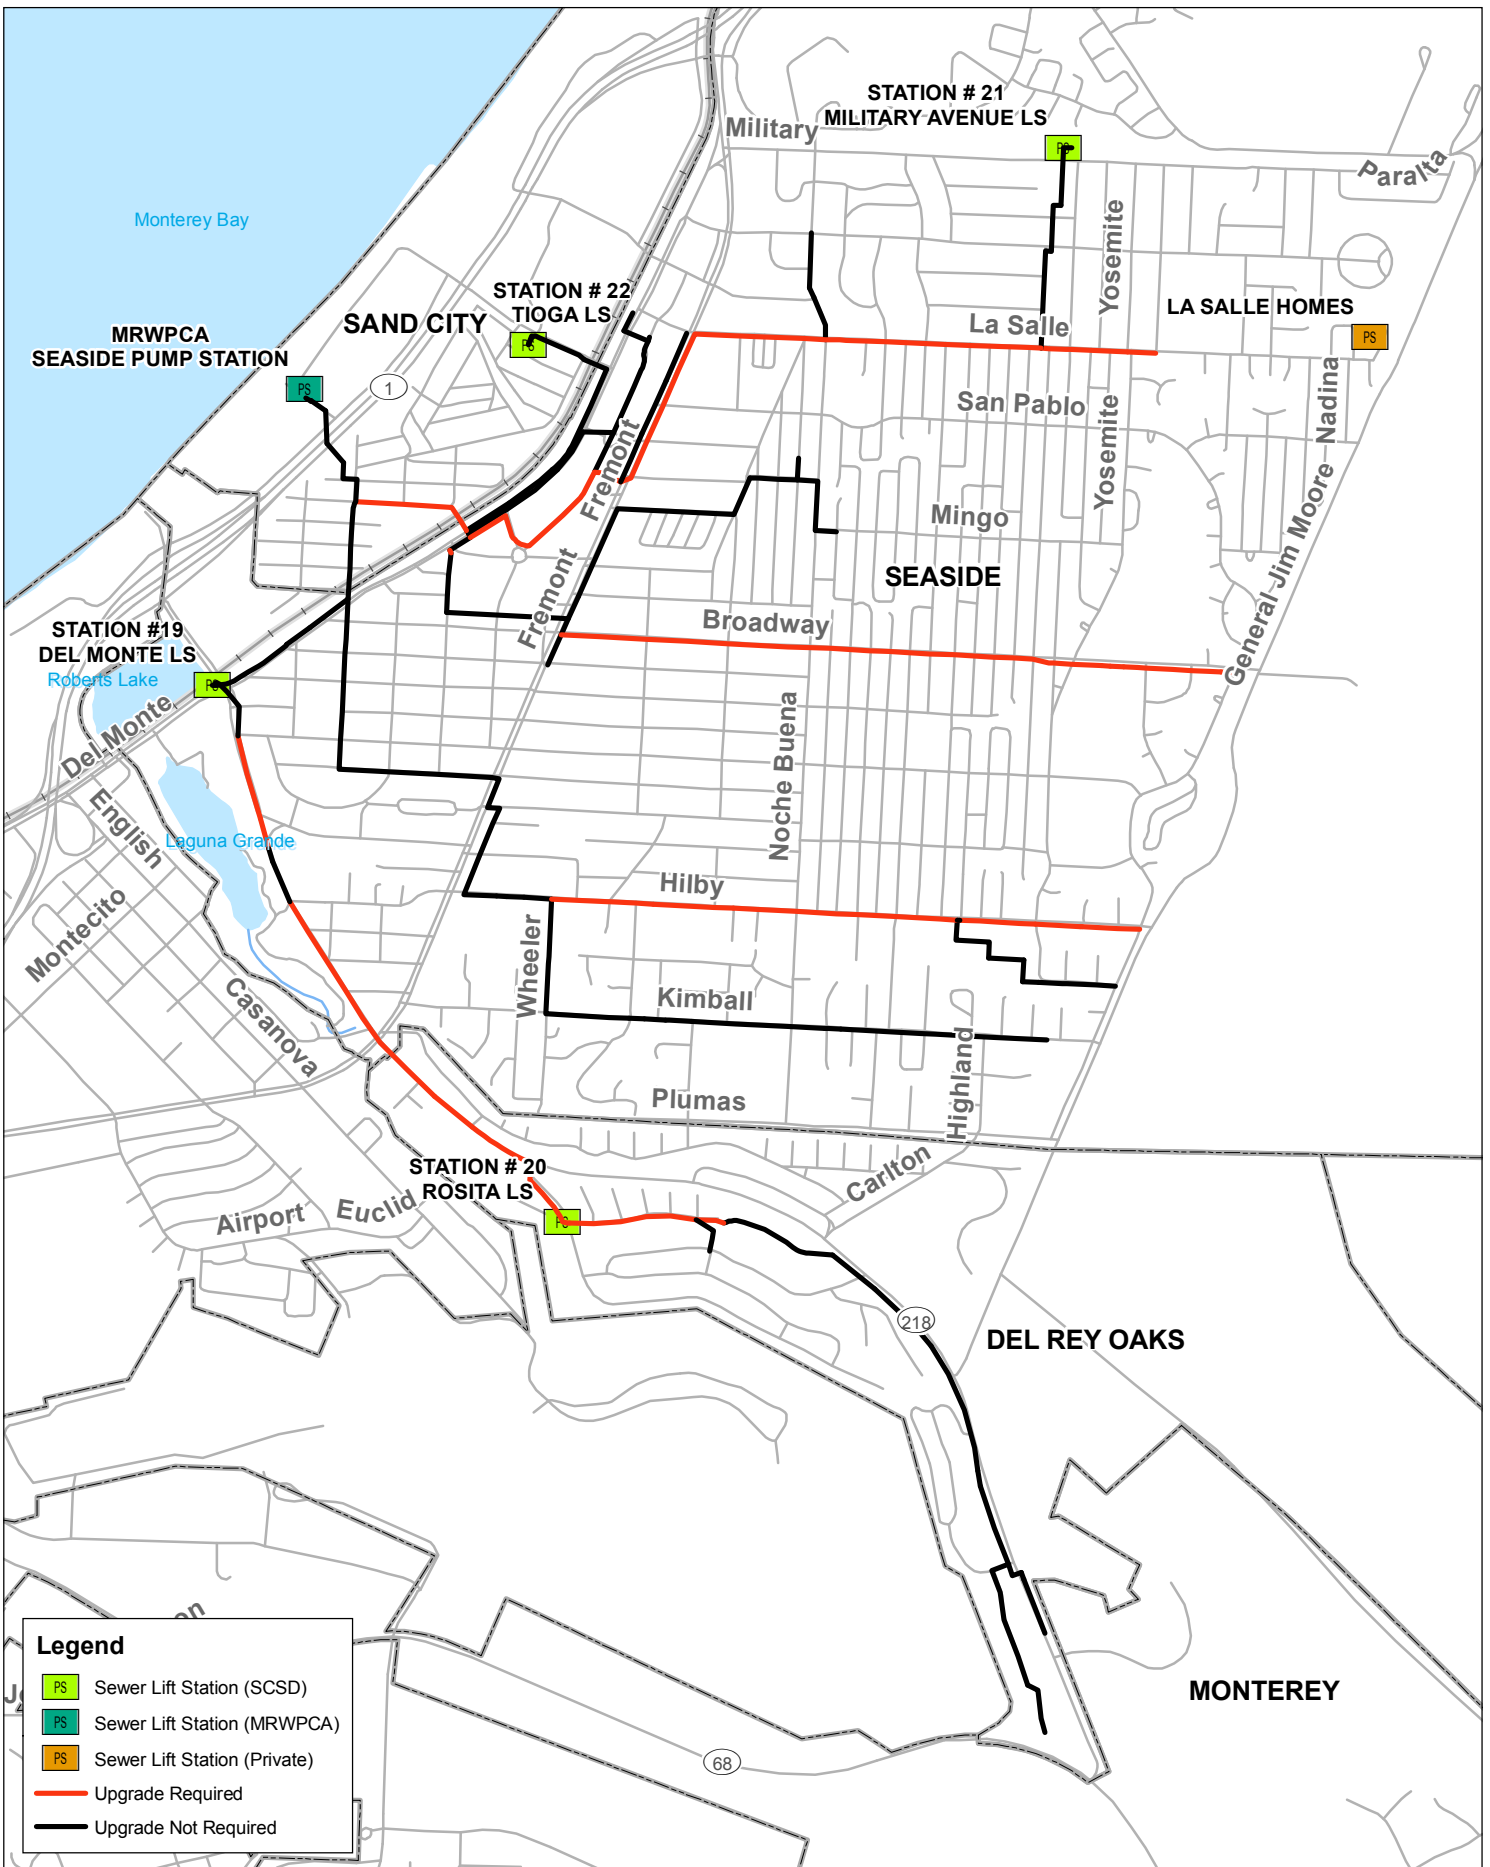 STATION # 21
MILITARY AVENUE LS
Military
PS
Paralta
Monterey Bay
Yosemite
STATION # 22
TIOGA LS
PS
SAND CITY
La Salle
LA SALLE HOMES
PS
MRWPCA
SEASIDE PUMP STATION
PS
1
San Pablo
Yosemite
Nadina
Fremont
Mingo
General Jim Moore
SEASIDE
Fremont
Broadway
STATION #19
DEL MONTE LS
Roberts Lake
PS
Del Monte
Noche Buena
English
Laguna Grande
Hilby
Montecito
Wheeler
Casanova
Kimball
Highland
Plumas
STATION # 20
ROSITA LS
PS
Carlton
Airport
Euclid
218
DEL REY OAKS
MONTEREY
68
on
Legend
PS Sewer Lift Station (SCSD)
PS Sewer Lift Station (MRWPCA)
PS Sewer Lift Station (Private)
Upgrade Required
Upgrade Not Required